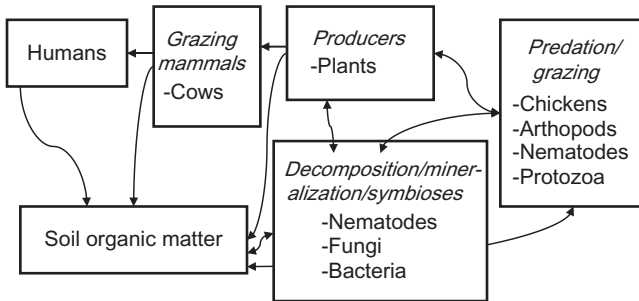 Humans
Grazing
mammals
-Cows
Producers
-Plants
Predation/
grazing
-Chickens
-Arthopods
-Nematodes
-Protozoa
Soil organic matter
Decomposition/miner-
alization/symbioses
-Nematodes
-Fungi
-Bacteria